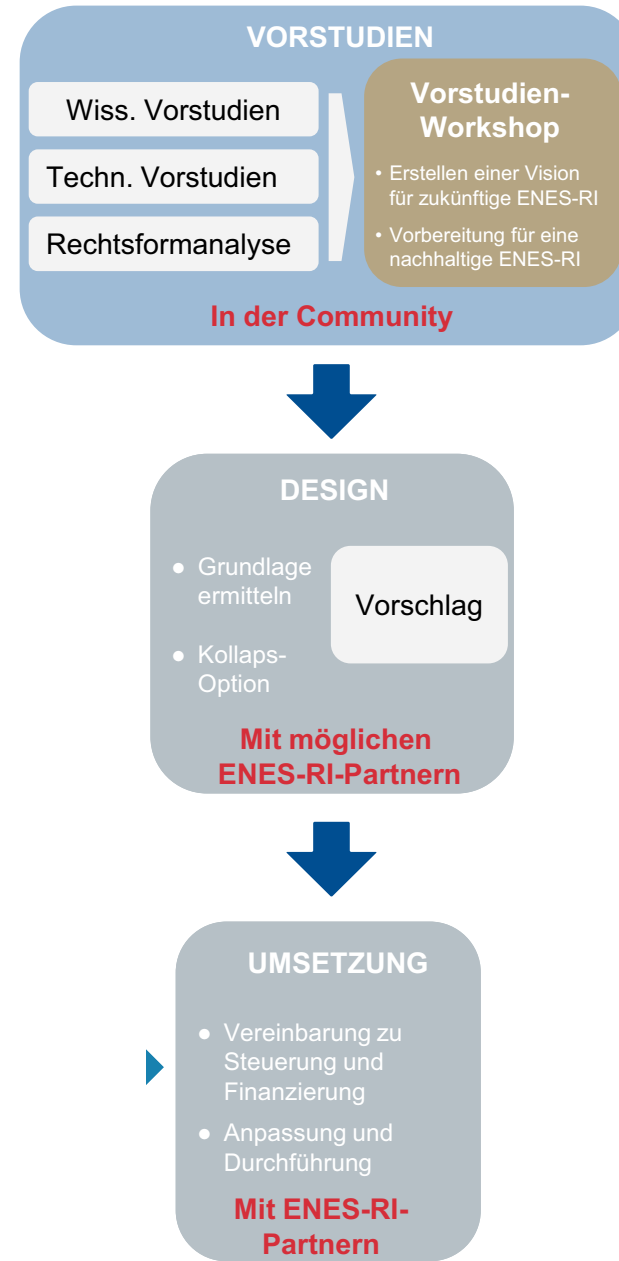 VORSTUDIEN
Wiss. Vorstudien
Techn. Vorstudien
Rechtsformanalyse
Vorstudien-
Workshop
• Erstellen einer Vision
für zukünftige ENES-RI
• Vorbereitung für eine
nachhaltige ENES-RI
In der Community
DESIGN
● Grundlage
ermitteln
● Kollaps-
Option
Vorschlag
Mit möglichen
ENES-RI-Partnern
UMSETZUNG
● Vereinbarung zu
Steuerung und
Finanzierung
● Anpassung und
Durchführung
Mit ENES-RI-
Partnern